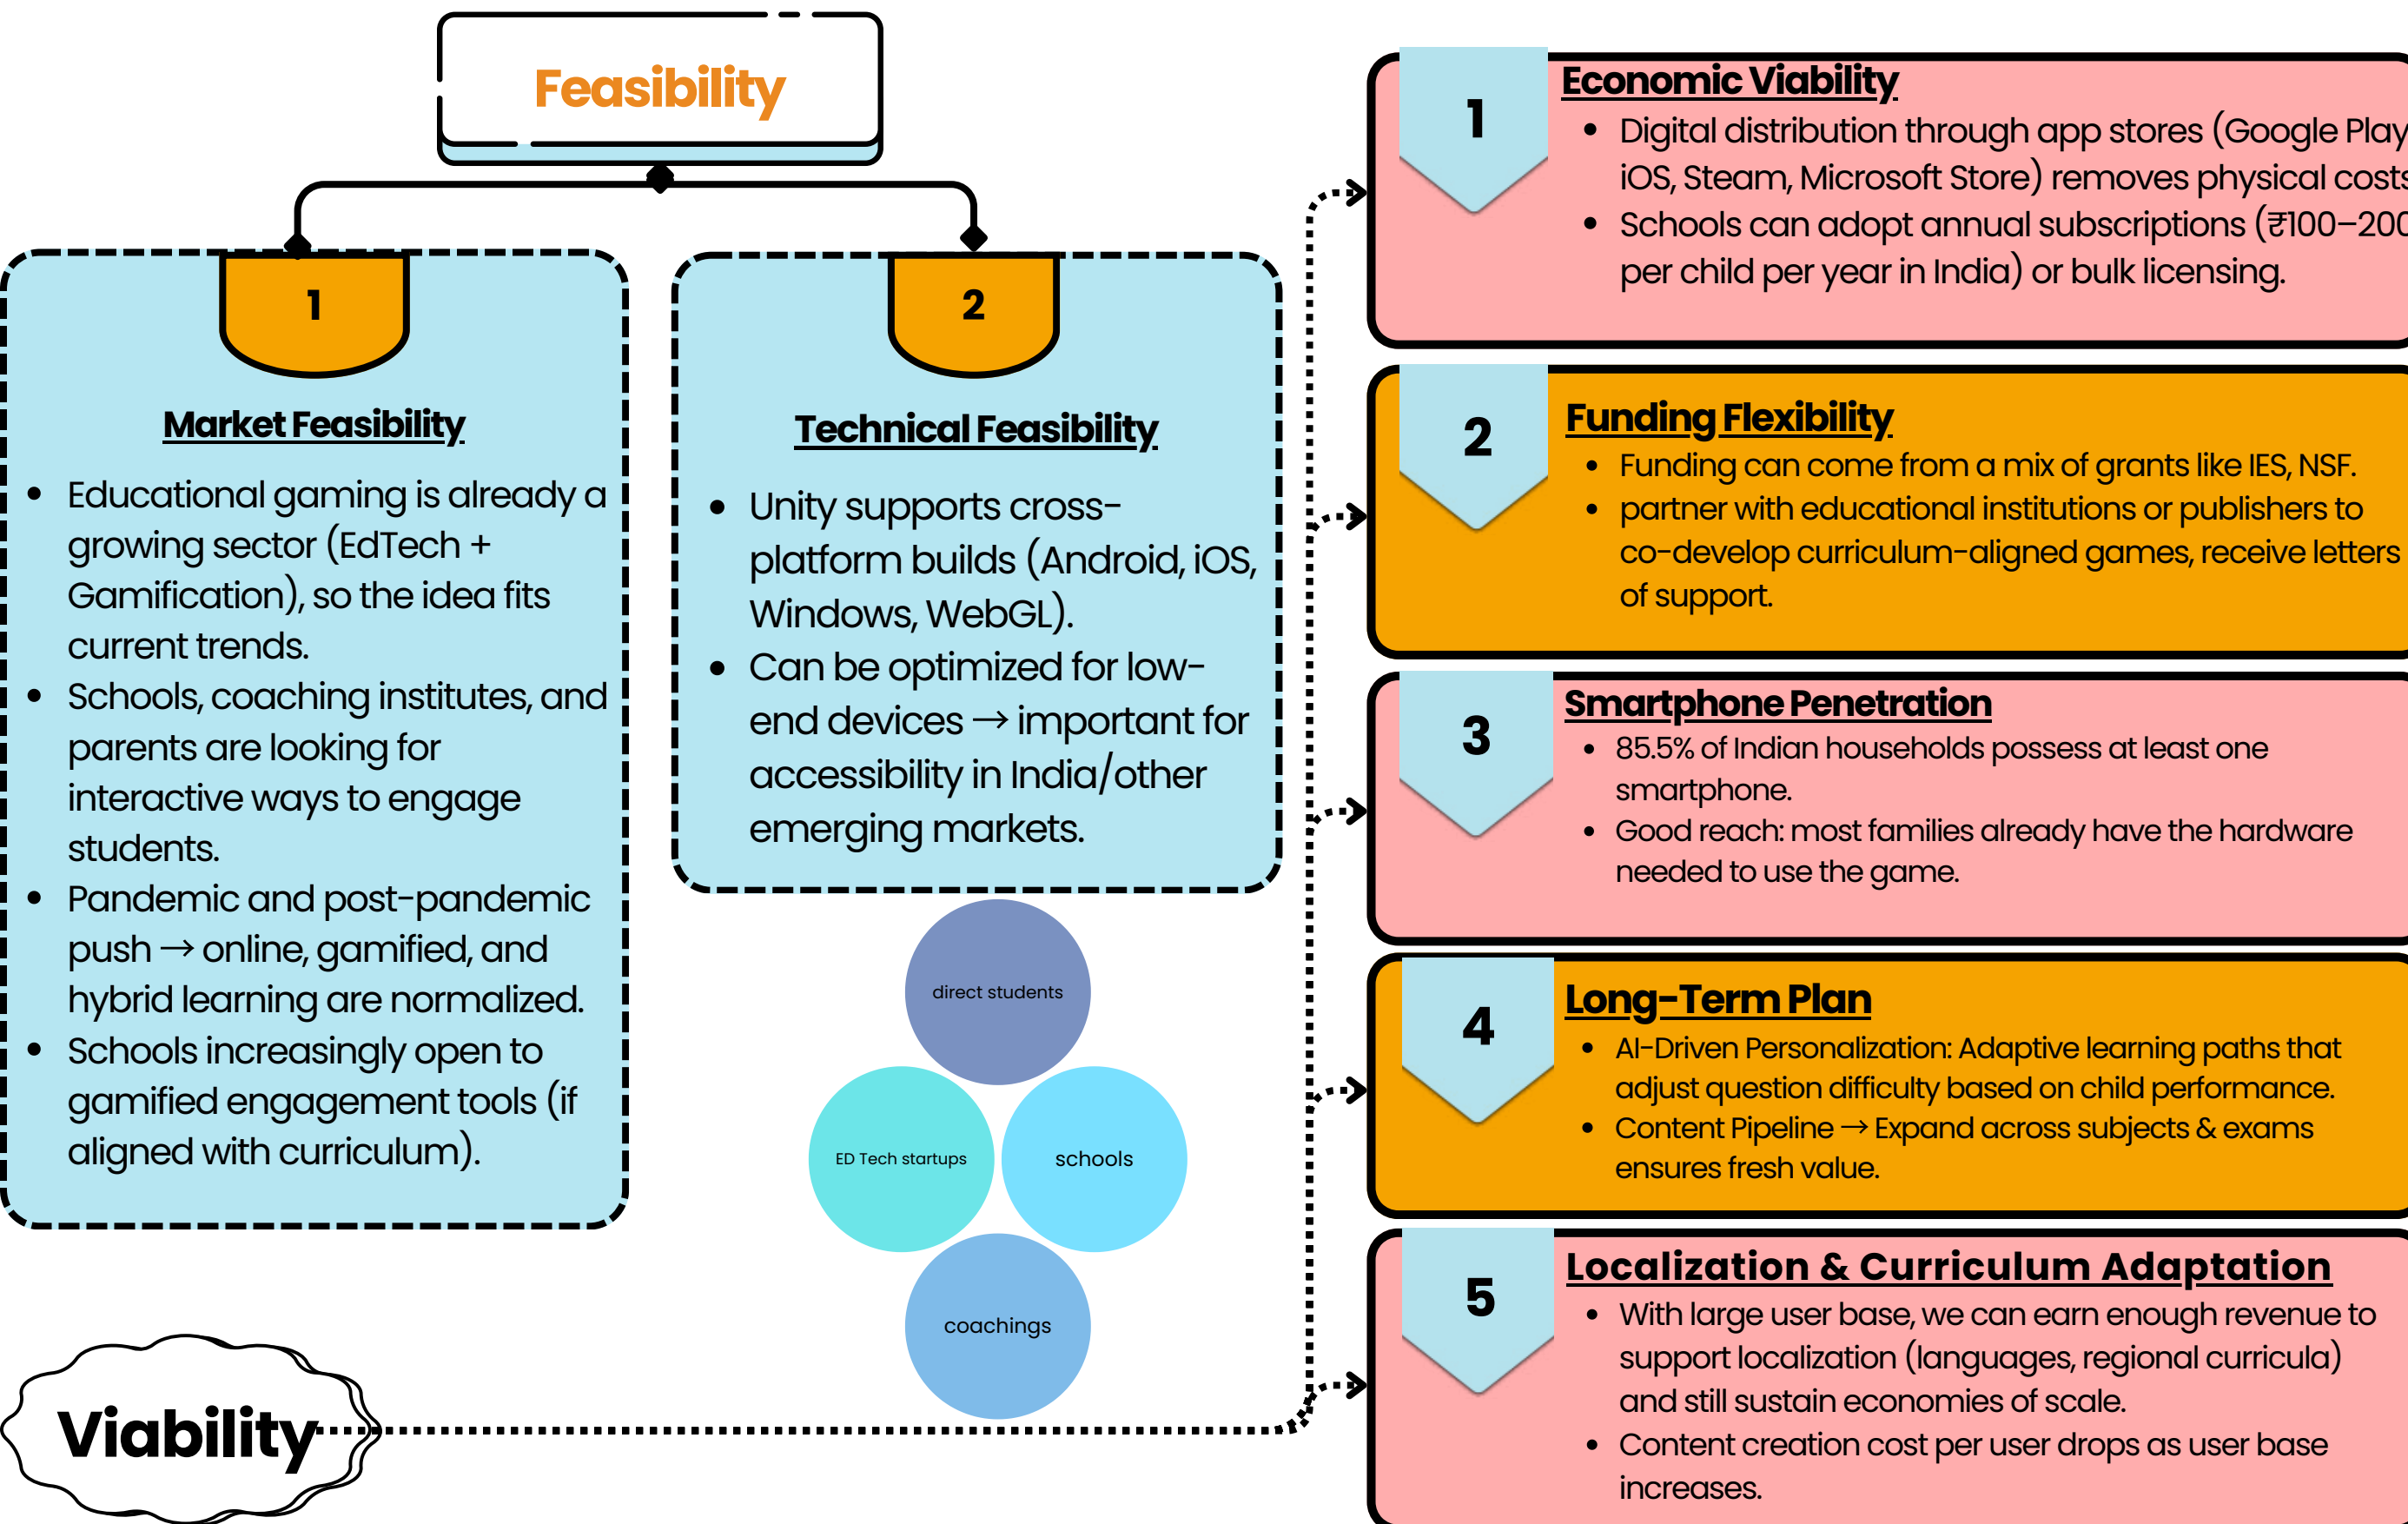 Feasibility
1
Market Feasibility
• Educational gaming is already a
growing sector (EdTech +
Gamification), so the idea fits
current trends.
• Schools, coaching institutes, and
parents are looking for
interactive ways to engage
students.
• Pandemic and post-pandemic
push → online, gamified, and
hybrid learning are normalized.
• Schools increasingly open to
gamified engagement tools (if
aligned with curriculum).
2
Technical Feasibility
• Unity supports cross-
platform builds (Android, iOS,
Windows, WebGL).
• Can be optimized for low-
end devices → important for
accessibility in India/other
emerging markets.
direct students
ED Tech startups
schools
coachings
Viability
1
Economic Viability
• Digital distribution through app stores (Google Play
iOS, Steam, Microsoft Store) removes physical costs
• Schools can adopt annual subscriptions (₹100–200
per child per year in India) or bulk licensing.
2
Funding Flexibility
• Funding can come from a mix of grants like IES, NSF.
• partner with educational institutions or publishers to
co-develop curriculum-aligned games, receive letters
of support.
3
Smartphone Penetration
• 85.5% of Indian households possess at least one
smartphone.
• Good reach: most families already have the hardware
needed to use the game.
4
Long-Term Plan
• AI-Driven Personalization: Adaptive learning paths that
adjust question difficulty based on child performance.
• Content Pipeline → Expand across subjects & exams
ensures fresh value.
5
Localization & Curriculum Adaptation
• With large user base, we can earn enough revenue to
support localization (languages, regional curricula)
and still sustain economies of scale.
• Content creation cost per user drops as user base
increases.